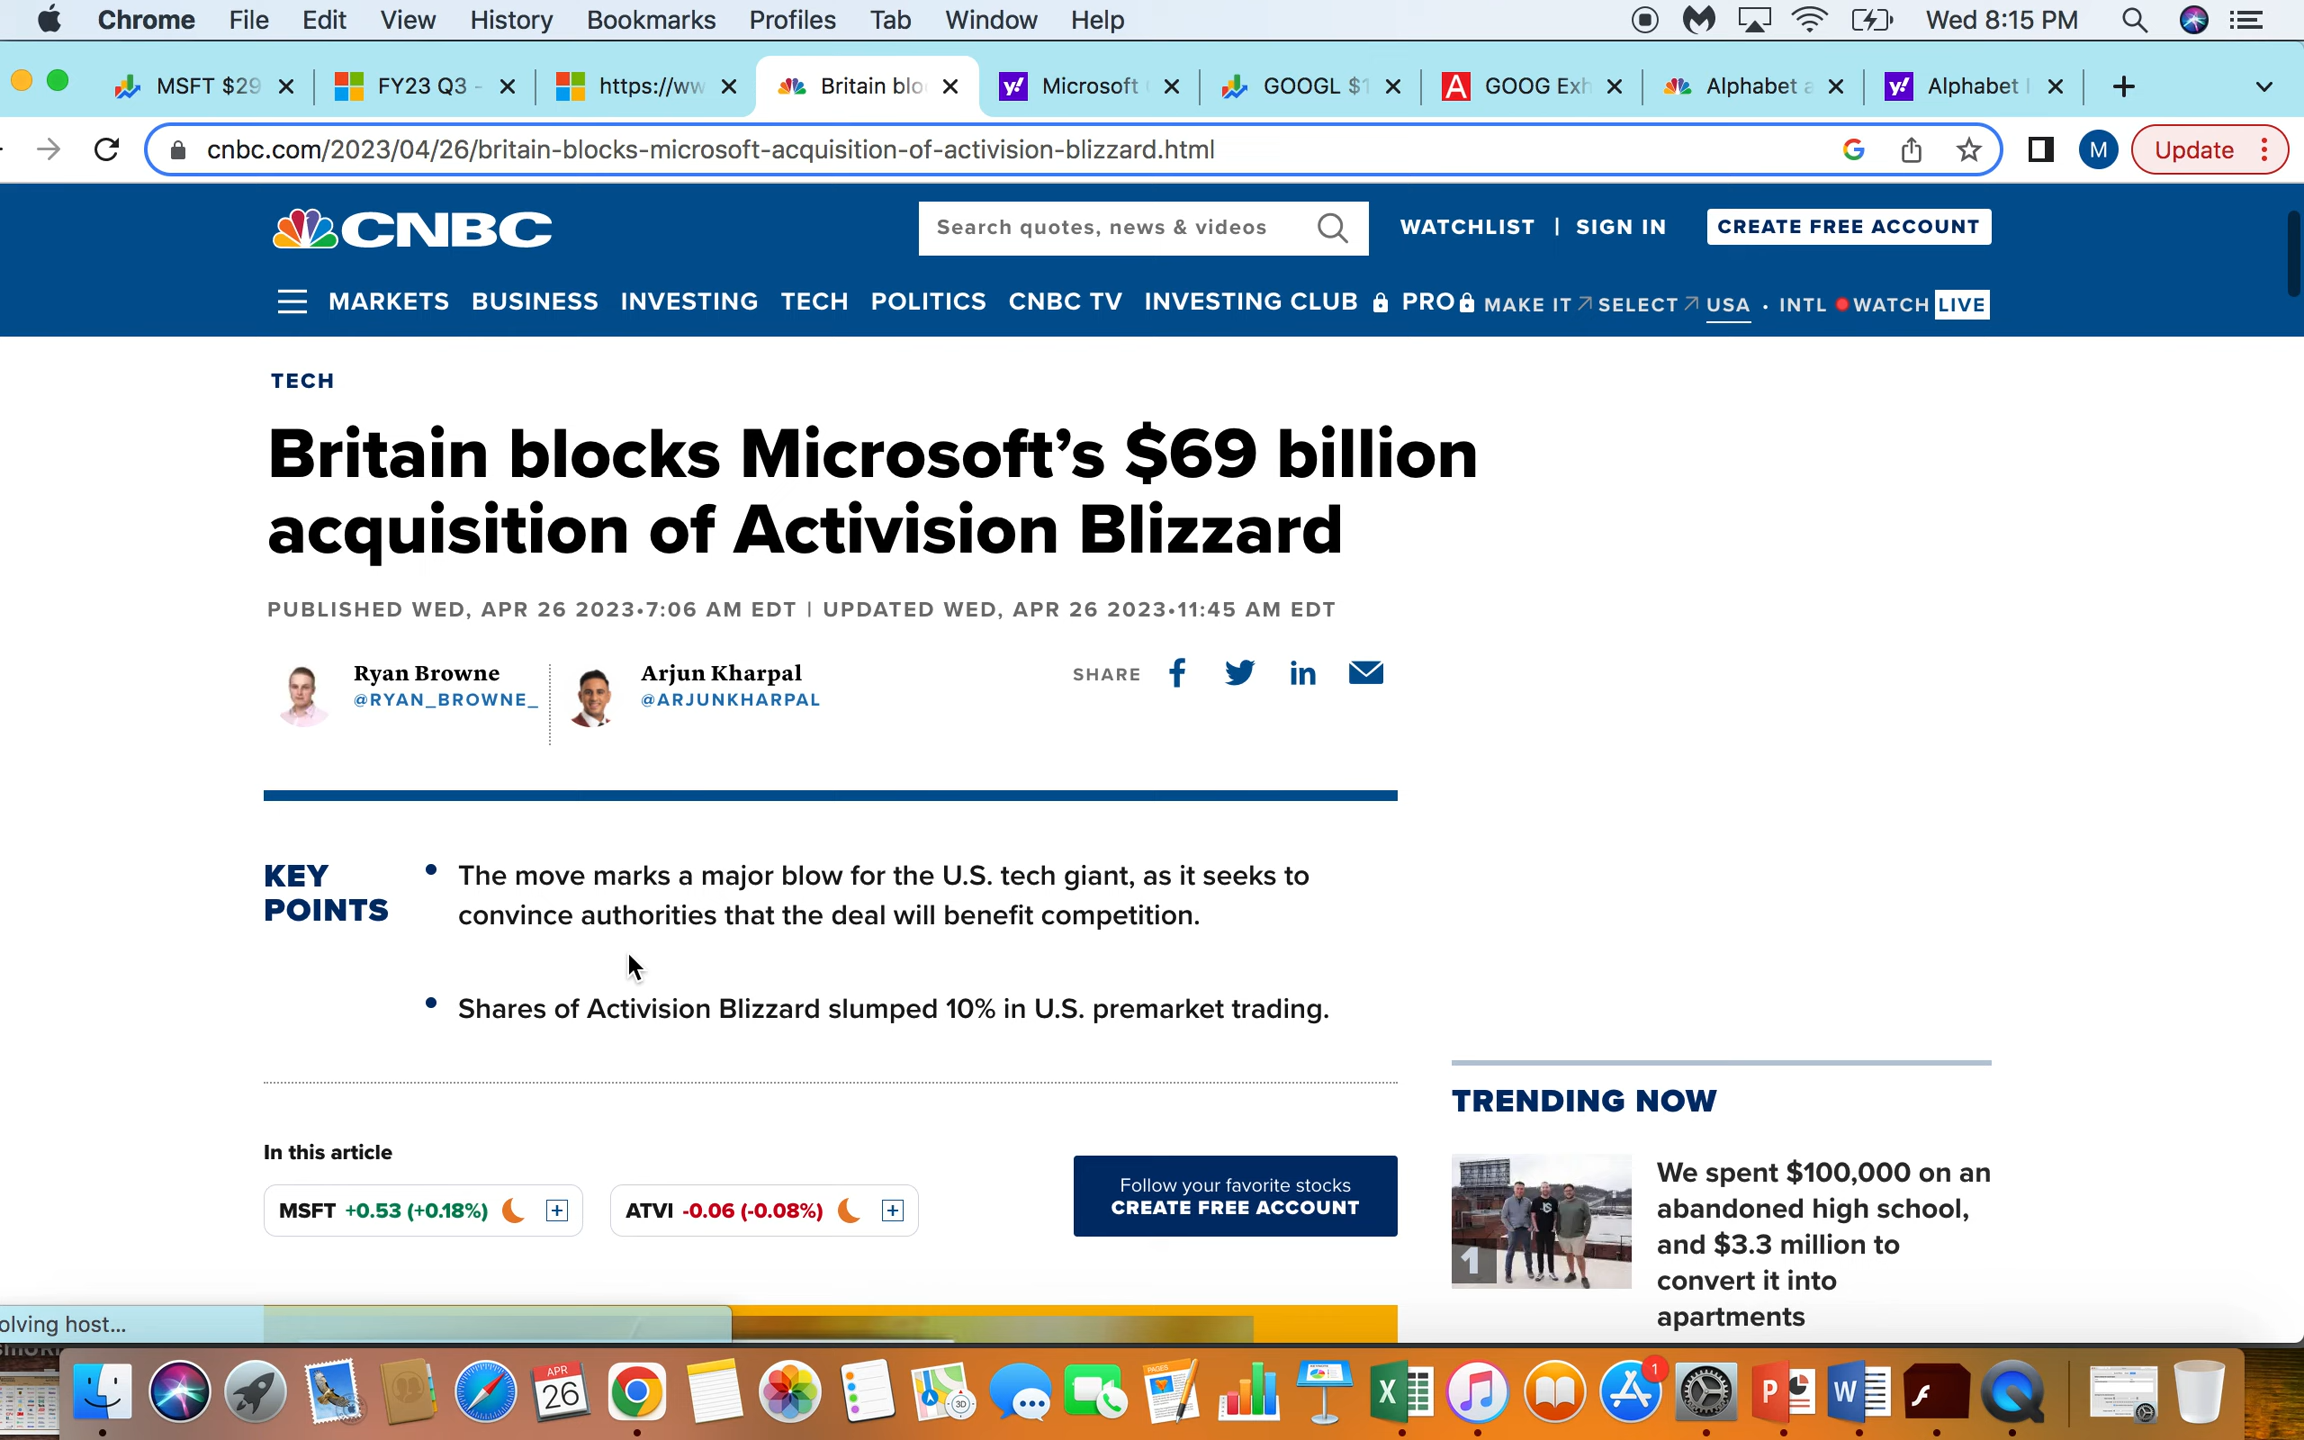 Chrome File Edit View History Bookmarks Profiles Tab Window Help Wed 8:15 PM
MSFT $29 FY23 Q3 - https://ww Britain blo Microsoft GOOGL $1 GOOG Exh Alphabet a Alphabet I
cnbc.com/2023/04/26/britain-blocks-microsoft-acquisition-of-activision-blizzard.html M Update
CNBC Search quotes, news & videos WATCHLIST | SIGN IN CREATE FREE ACCOUNT
MARKETS BUSINESS INVESTING TECH POLITICS CNBC TV INVESTING CLUB PRO MAKE IT SELECT USA • INTL WATCH LIVE
TECH
Britain blocks Microsoft’s $69 billion
acquisition of Activision Blizzard
PUBLISHED WED, APR 26 2023•7:06 AM EDT | UPDATED WED, APR 26 2023•11:45 AM EDT
Ryan Browne
@RYAN_BROWNE_
Arjun Kharpal
@ARJUNKHARPAL
SHARE
KEY
POINTS
• The move marks a major blow for the U.S. tech giant, as it seeks to
convince authorities that the deal will benefit competition.
• Shares of Activision Blizzard slumped 10% in U.S. premarket trading.
In this article
MSFT +0.53 (+0.18%)
ATVI -0.06 (-0.08%)
Follow your favorite stocks
CREATE FREE ACCOUNT
TRENDING NOW
1
We spent $100,000 on an
abandoned high school,
and $3.3 million to
convert it into
apartments
olving host...
APR
26
3D
PAGES
X
1
P
W